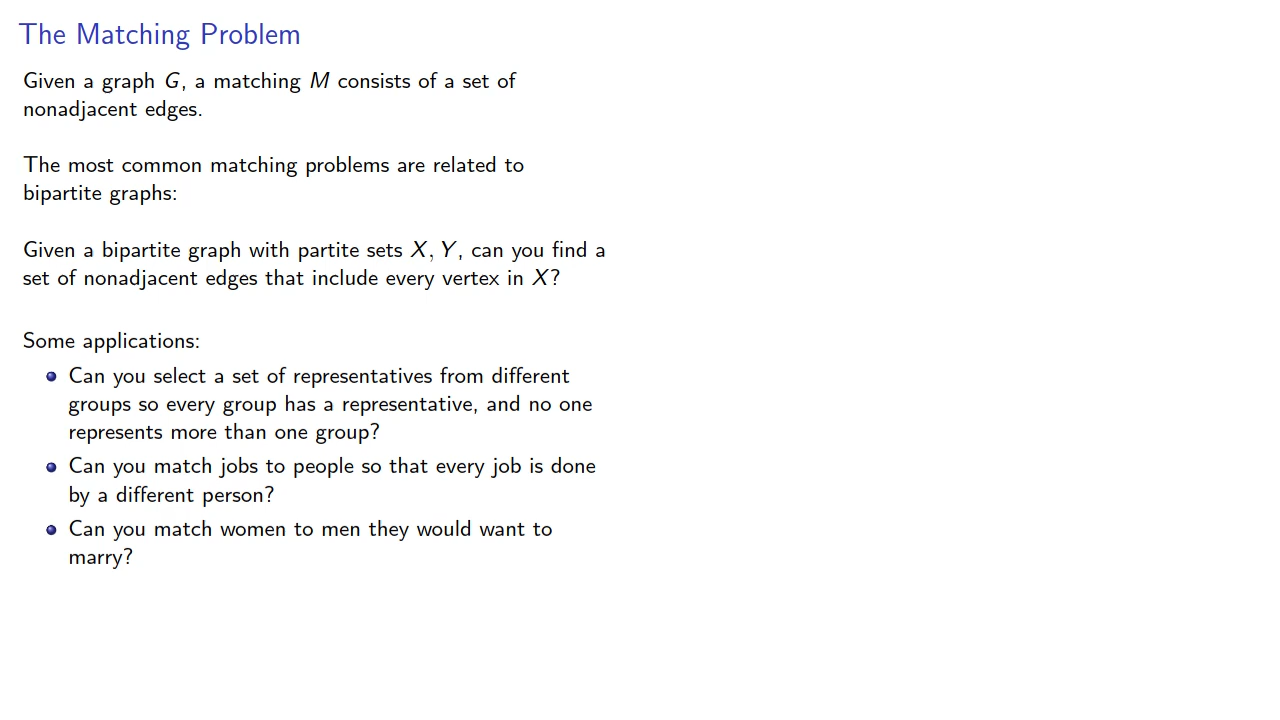 The Matching Problem
Given a graph G, a matching M consists of a set of
nonadjacent edges.
The most common matching problems are related to
bipartite graphs:
Given a bipartite graph with partite sets X, Y, can you find a
set of nonadjacent edges that include every vertex in X?
Some applications:
Can you select a set of representatives from different
groups so every group has a representative, and no one
represents more than one group?
Can you match jobs to people so that every job is done
by a different person?
Can you match women to men they would want to
marry?